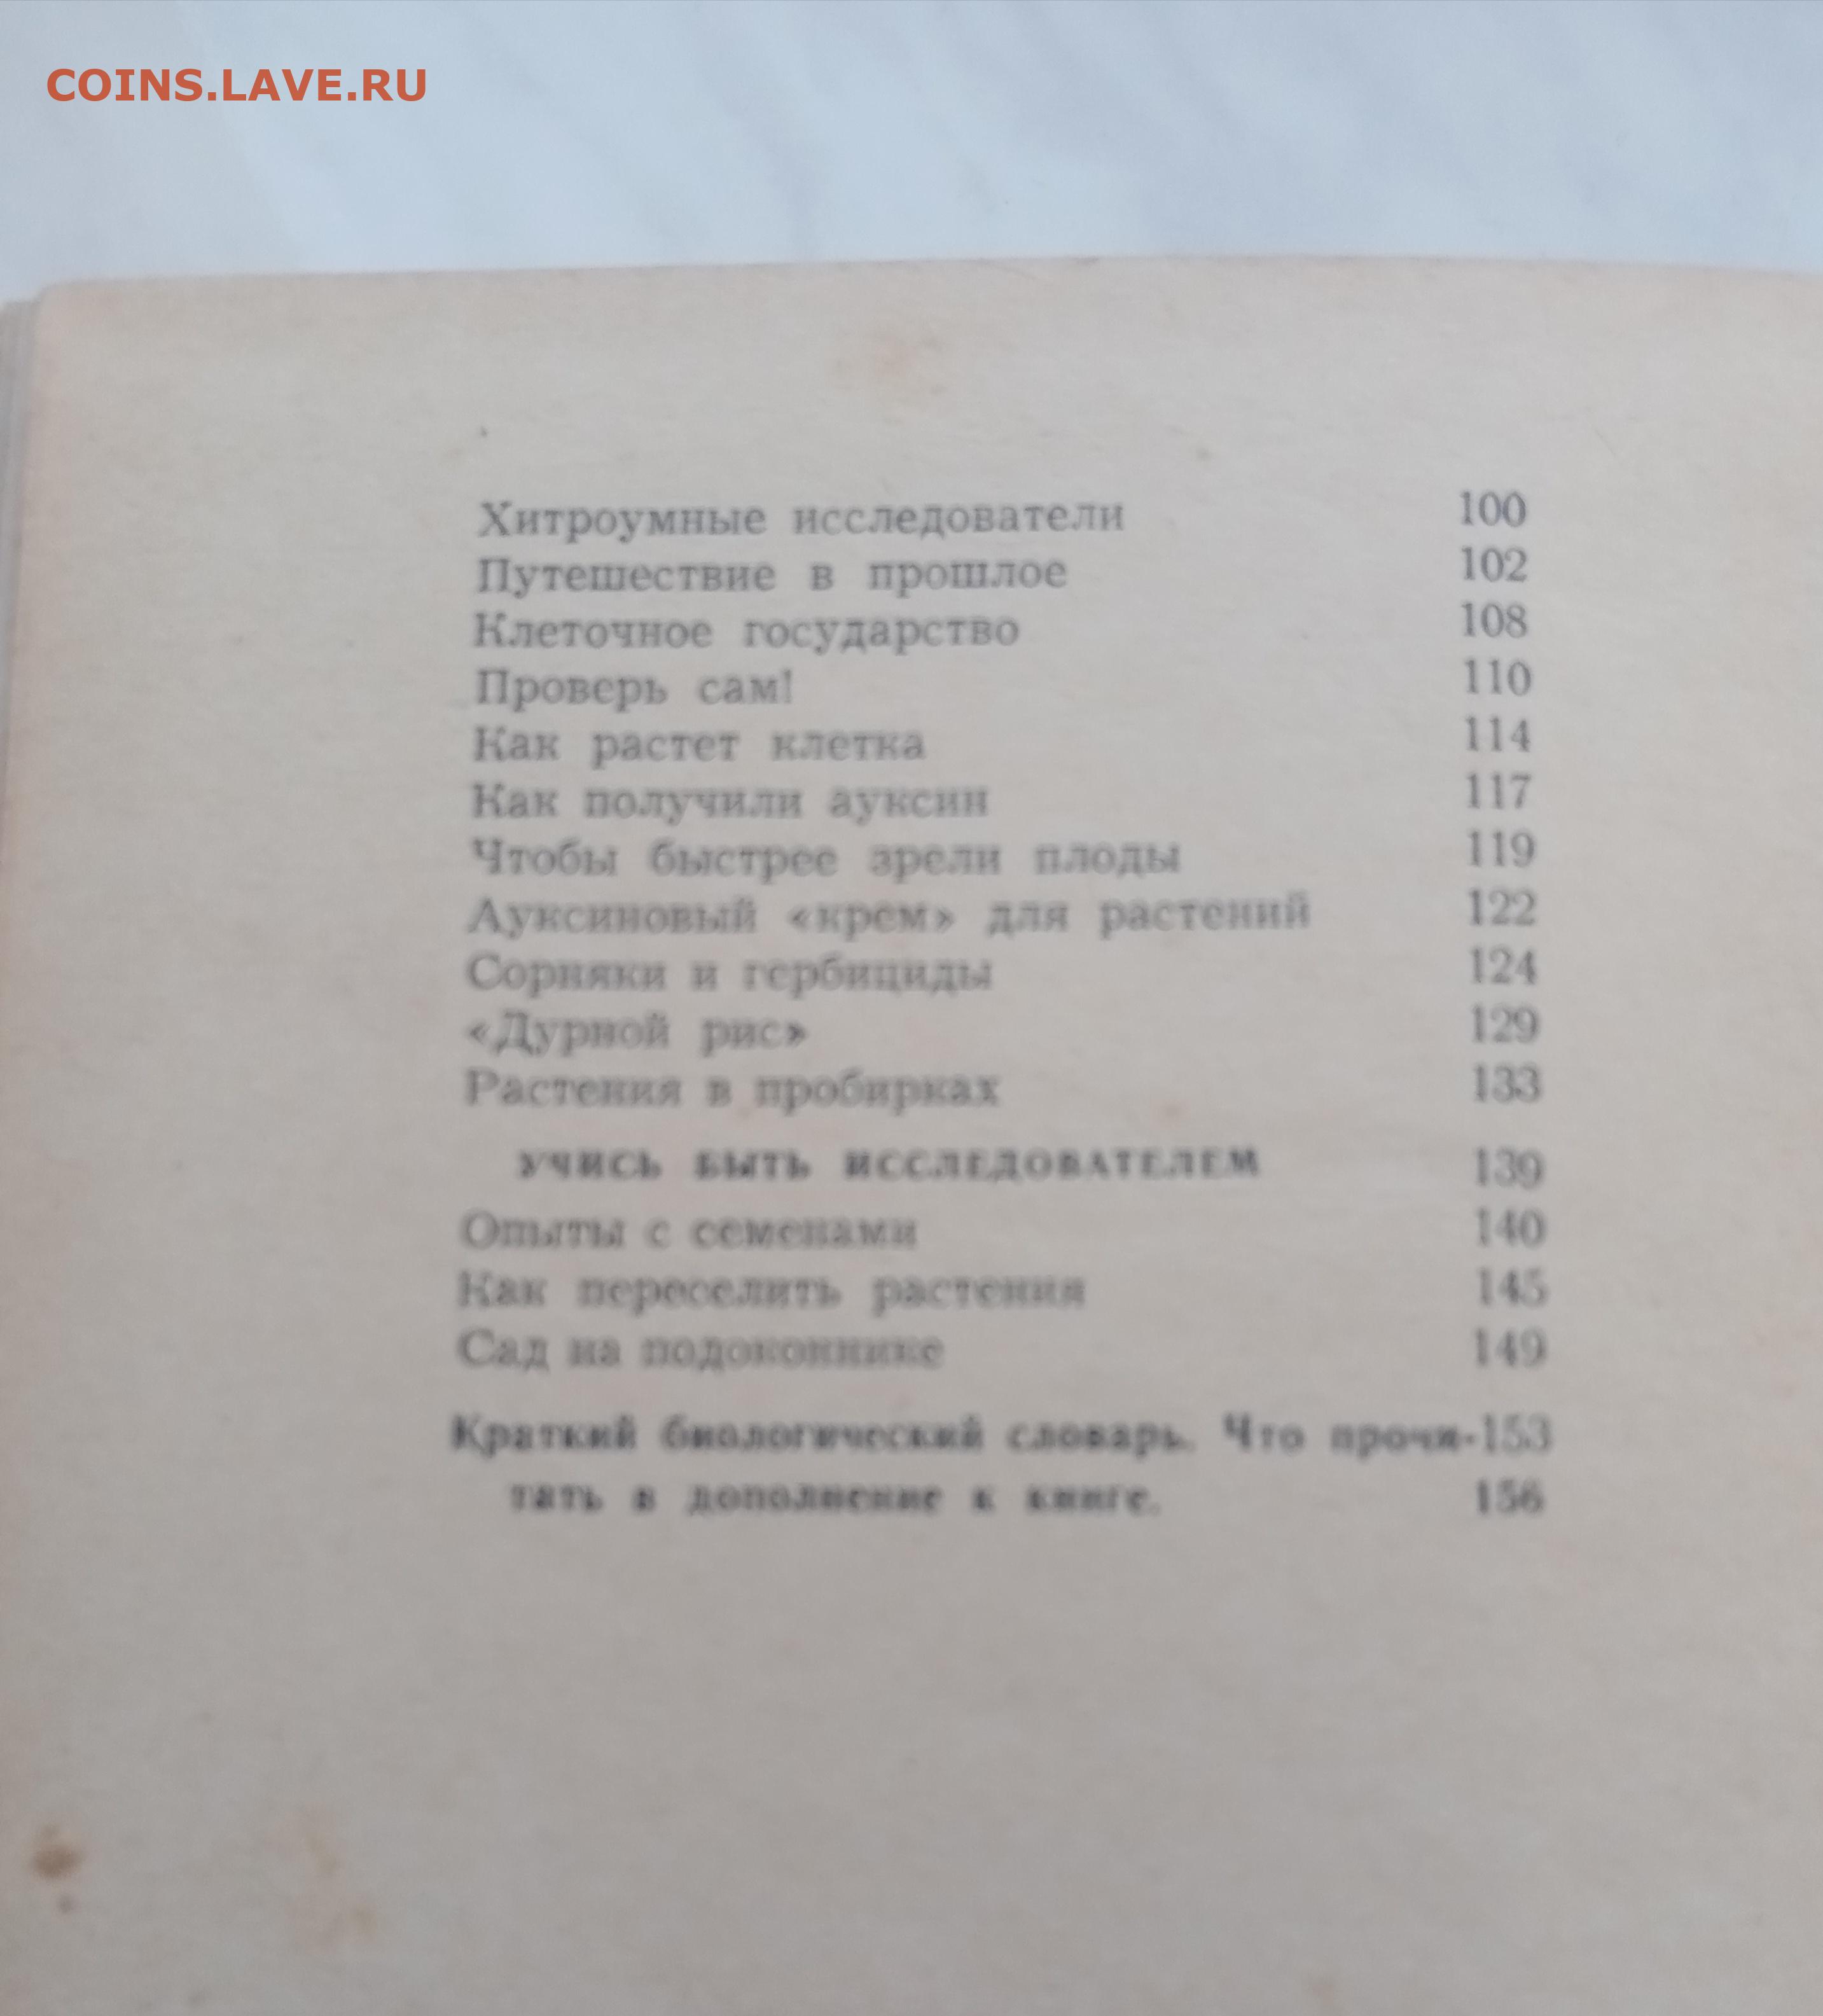 COINS.LAVE.RU
Хитроумные исследователи 100
Путешествие в прошлое 102
Клеточное государство 108
Проверь сам! 110
Как растет клетка 114
Как получили ауксин 117
Чтобы быстрее зрели плоды 119
Ауксиновый «крем» для растений 122
Сорняки и гербициды 124
«Дурной рис» 129
Растения в пробирках 133
УЧИСЬ БЫТЬ ИССЛЕДОВАТЕЛЕМ 139
Опыты с семенами 140
Как переселить растения 145
Сад на подоконнике 149
Краткий биологический словарь. Что прочи- 153
тать в дополнение к книге. 156